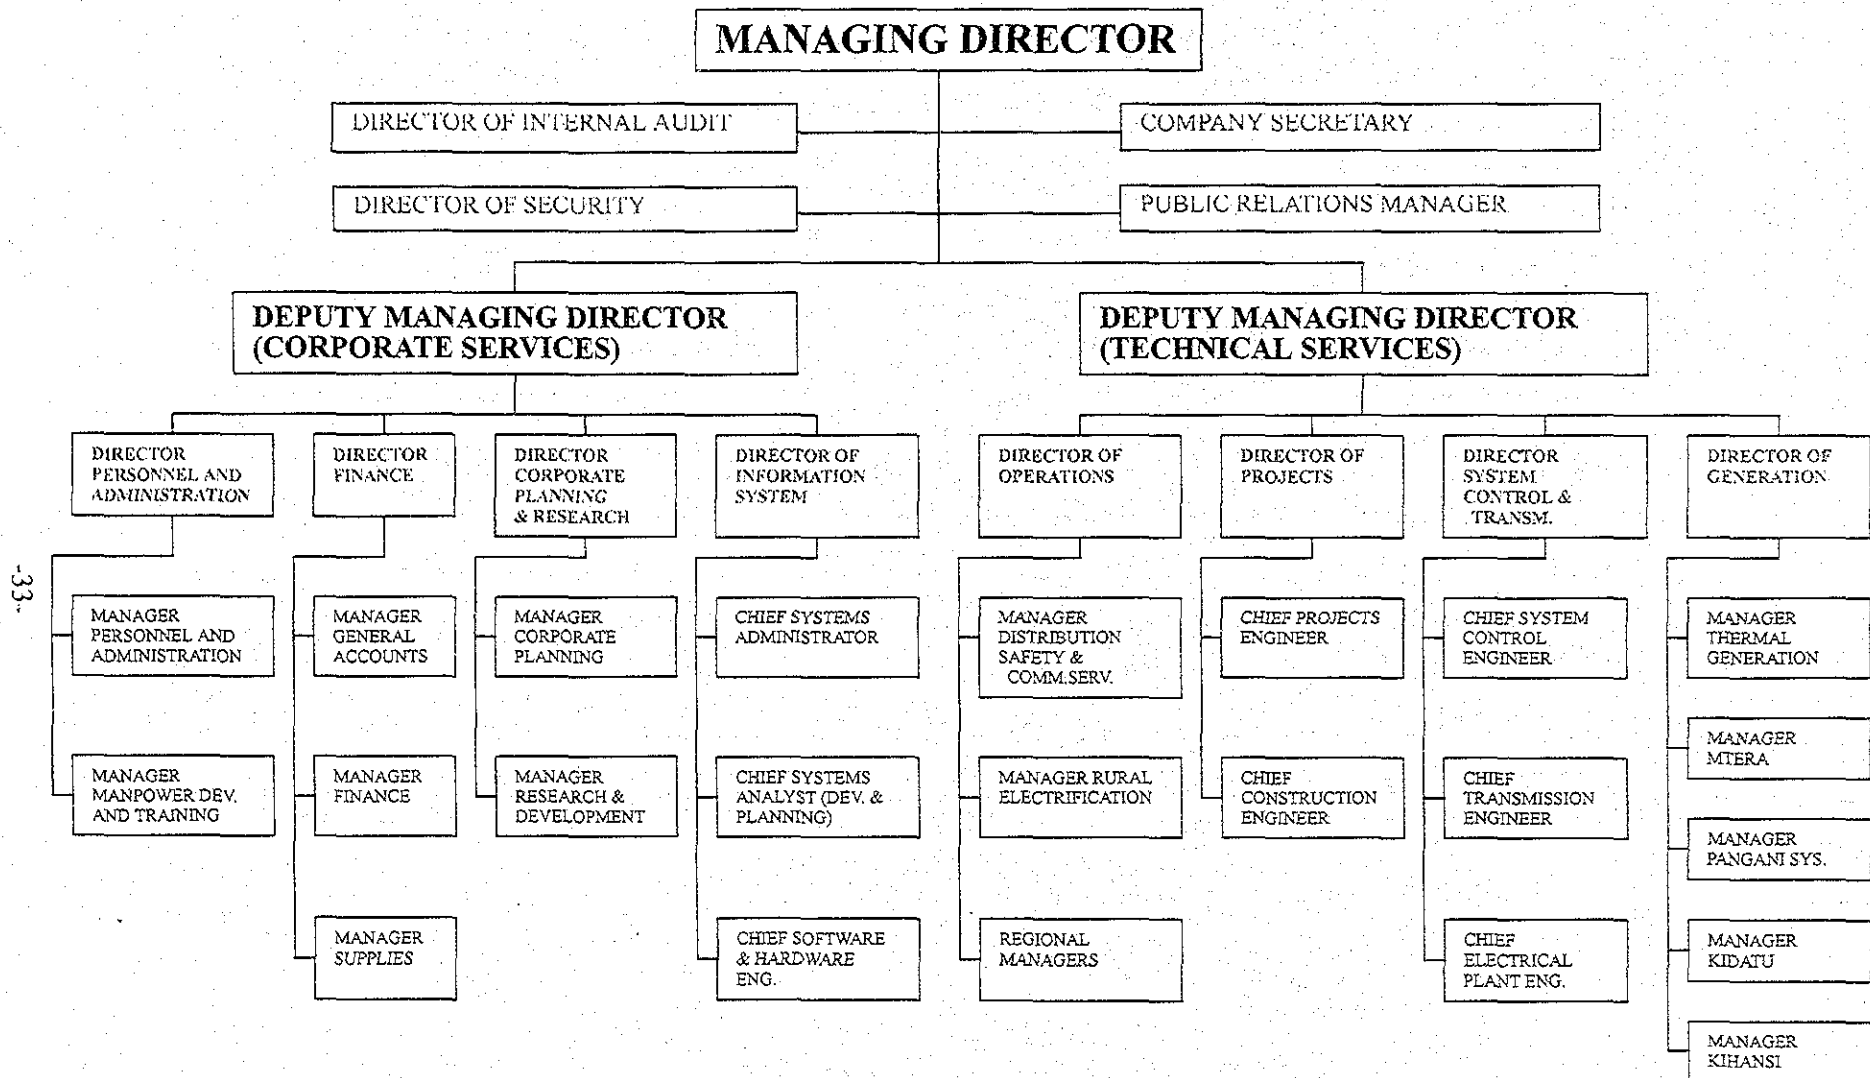 MANAGING DIRECTOR
DIRECTOR OF INTERNAL AUDIT
COMPANY SECRETARY
DIRECTOR OF SECURITY
PUBLIC RELATIONS MANAGER
DEPUTY MANAGING DIRECTOR
(CORPORATE SERVICES)
DEPUTY MANAGING DIRECTOR
(TECHNICAL SERVICES)
DIRECTOR
PERSONNEL AND
ADMINISTRATION
DIRECTOR
FINANCE
DIRECTOR
CORPORATE
PLANNING
& RESEARCH
DIRECTOR OF
INFORMATION
SYSTEM
DIRECTOR OF
OPERATIONS
DIRECTOR OF
PROJECTS
DIRECTOR
SYSTEM
CONTROL &
TRANSM.
DIRECTOR OF
GENERATION
MANAGER
PERSONNEL AND
ADMINISTRATION
MANAGER
GENERAL
ACCOUNTS
MANAGER
CORPORATE
PLANNING
CHIEF SYSTEMS
ADMINISTRATOR
MANAGER
DISTRIBUTION
SAFETY &
COMM.SERV.
CHIEF PROJECTS
ENGINEER
CHIEF SYSTEM
CONTROL
ENGINEER
MANAGER
THERMAL
GENERATION
MANAGER
MTERA
MANAGER
MANPOWER DEV.
AND TRAINING
MANAGER
FINANCE
MANAGER
RESEARCH &
DEVELOPMENT
CHIEF SYSTEMS
ANALYST (DEV. &
PLANNING)
MANAGER RURAL
ELECTRIFICATION
CHIEF
CONSTRUCTION
ENGINEER
CHIEF
TRANSMISSION
ENGINEER
MANAGER
PANGANI SYS.
MANAGER
SUPPLIES
CHIEF SOFTWARE
& HARDWARE
ENG.
REGIONAL
MANAGERS
CHIEF
ELECTRICAL
PLANT ENG.
MANAGER
KIDATU
MANAGER
KIHANSI
-33-